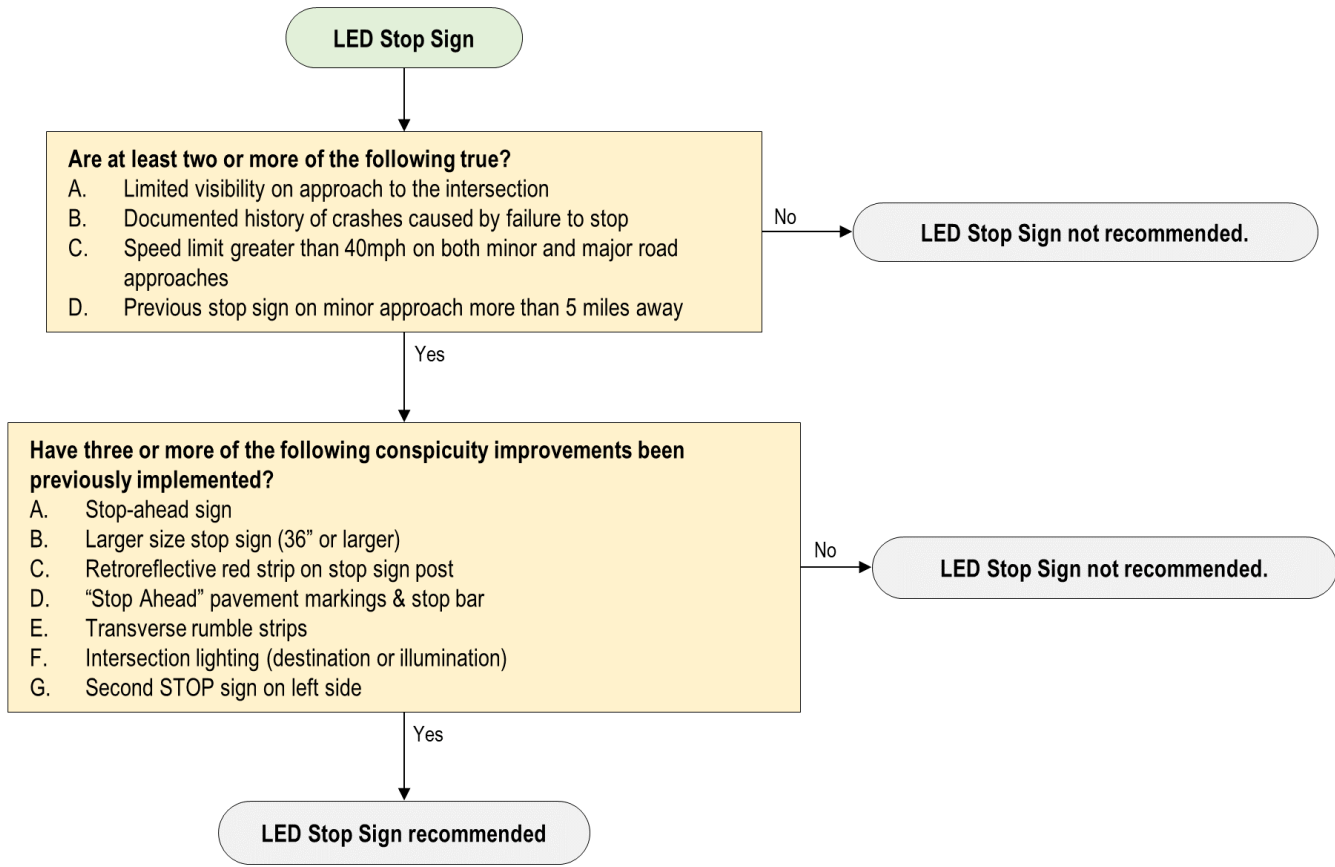 LED Stop Sign
Are at least two or more of the following true?
A. Limited visibility on approach to the intersection
B. Documented history of crashes caused by failure to stop
C. Speed limit greater than 40mph on both minor and major road
approaches
D. Previous stop sign on minor approach more than 5 miles away
No
LED Stop Sign not recommended.
Yes
Have three or more of the following conspicuity improvements been
previously implemented?
A. Stop-ahead sign
B. Larger size stop sign (36” or larger)
C. Retroreflective red strip on stop sign post
D. “Stop Ahead” pavement markings & stop bar
E. Transverse rumble strips
F. Intersection lighting (destination or illumination)
G. Second STOP sign on left side
No
LED Stop Sign not recommended.
Yes
LED Stop Sign recommended